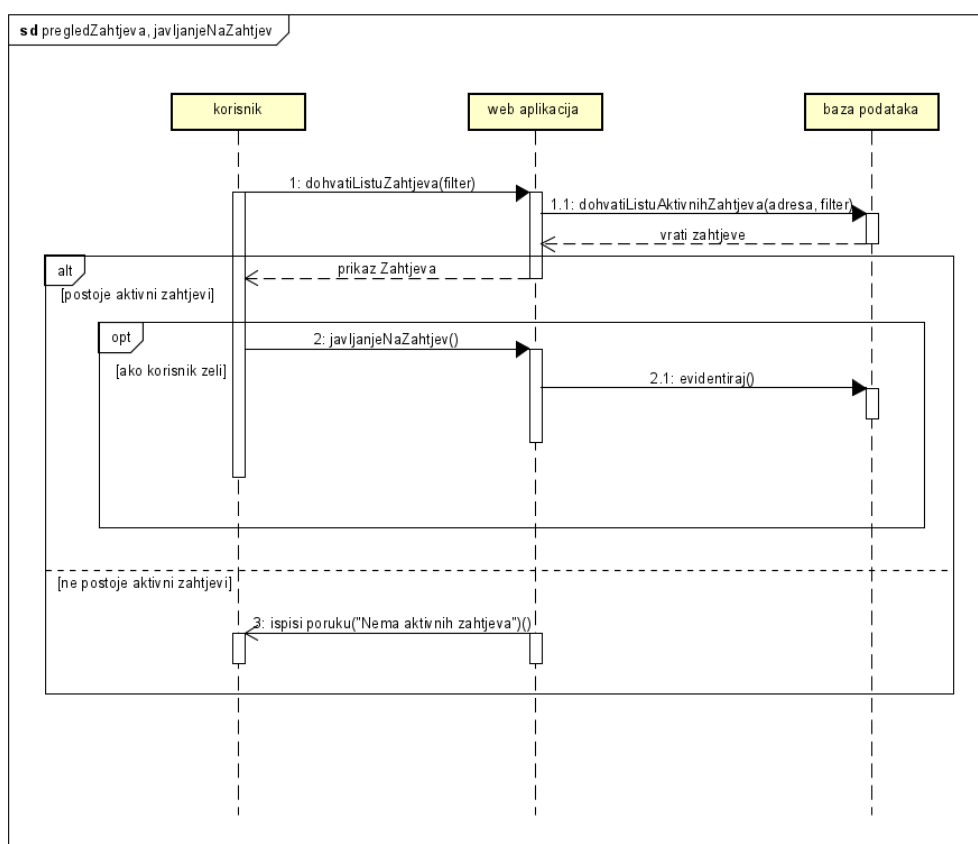 sd pregledZahtjeva, javljanjeNaZahtjev
korisnik
web aplikacija
baza podataka
1: dohvatiListuZahtjeva(filter)
1.1: dohvatiListuAktivnihZahtjeva(adresa, filter)
vrati zahtjeve
alt
prikaz Zahtjeva
[postoje aktivni zahtjevi]
opt
2: javljanjeNaZahtjev()
[ako korisnik zeli]
2.1: evidentiraj()
[ne postoje aktivni zahtjevi]
3: ispisi poruku("Nema aktivnih zahtjeva")()